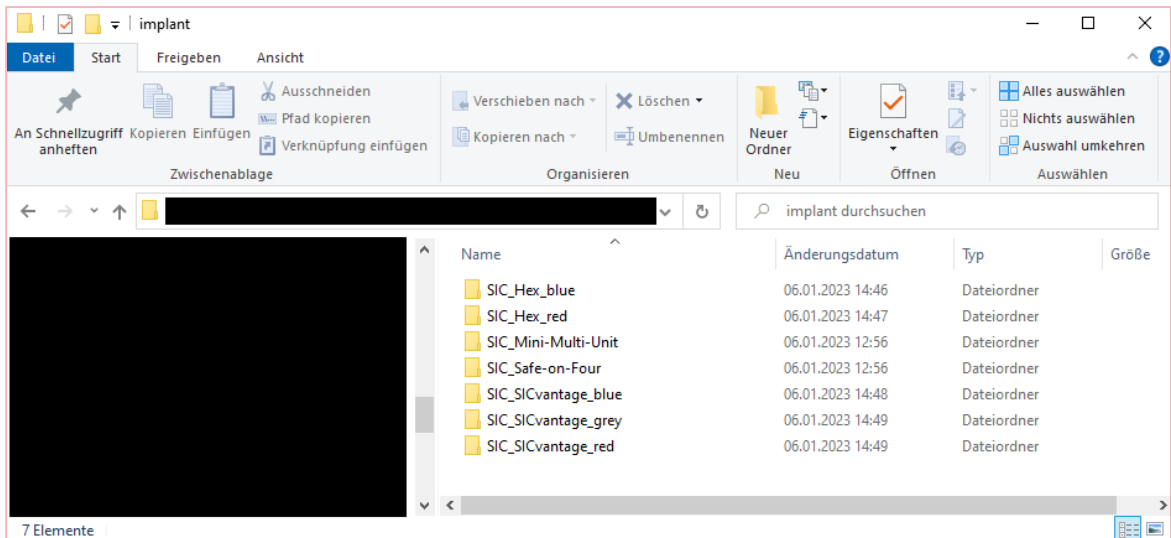 implant
Datei Start Freigeben Ansicht
An Schnellzugriff anheften
Kopieren
Einfügen
Ausschneiden
Pfad kopieren
Verknüpfung einfügen
Zwischenablage
Verschieben nach
Kopieren nach
Löschen
Umbenennen
Organisieren
Neuer Ordner
Neu
Eigenschaften
Öffnen
Alles auswählen
Nichts auswählen
Auswahl umkehren
Auswählen
implant durchsuchen
Name Änderungsdatum Typ Größe
SIC_Hex_blue 06.01.2023 14:46 Dateiordner
SIC_Hex_red 06.01.2023 14:47 Dateiordner
SIC_Mini-Multi-Unit 06.01.2023 12:56 Dateiordner
SIC_Safe-on-Four 06.01.2023 12:56 Dateiordner
SIC_SICvantage_blue 06.01.2023 14:48 Dateiordner
SIC_SICvantage_grey 06.01.2023 14:49 Dateiordner
SIC_SICvantage_red 06.01.2023 14:49 Dateiordner
7 Elemente